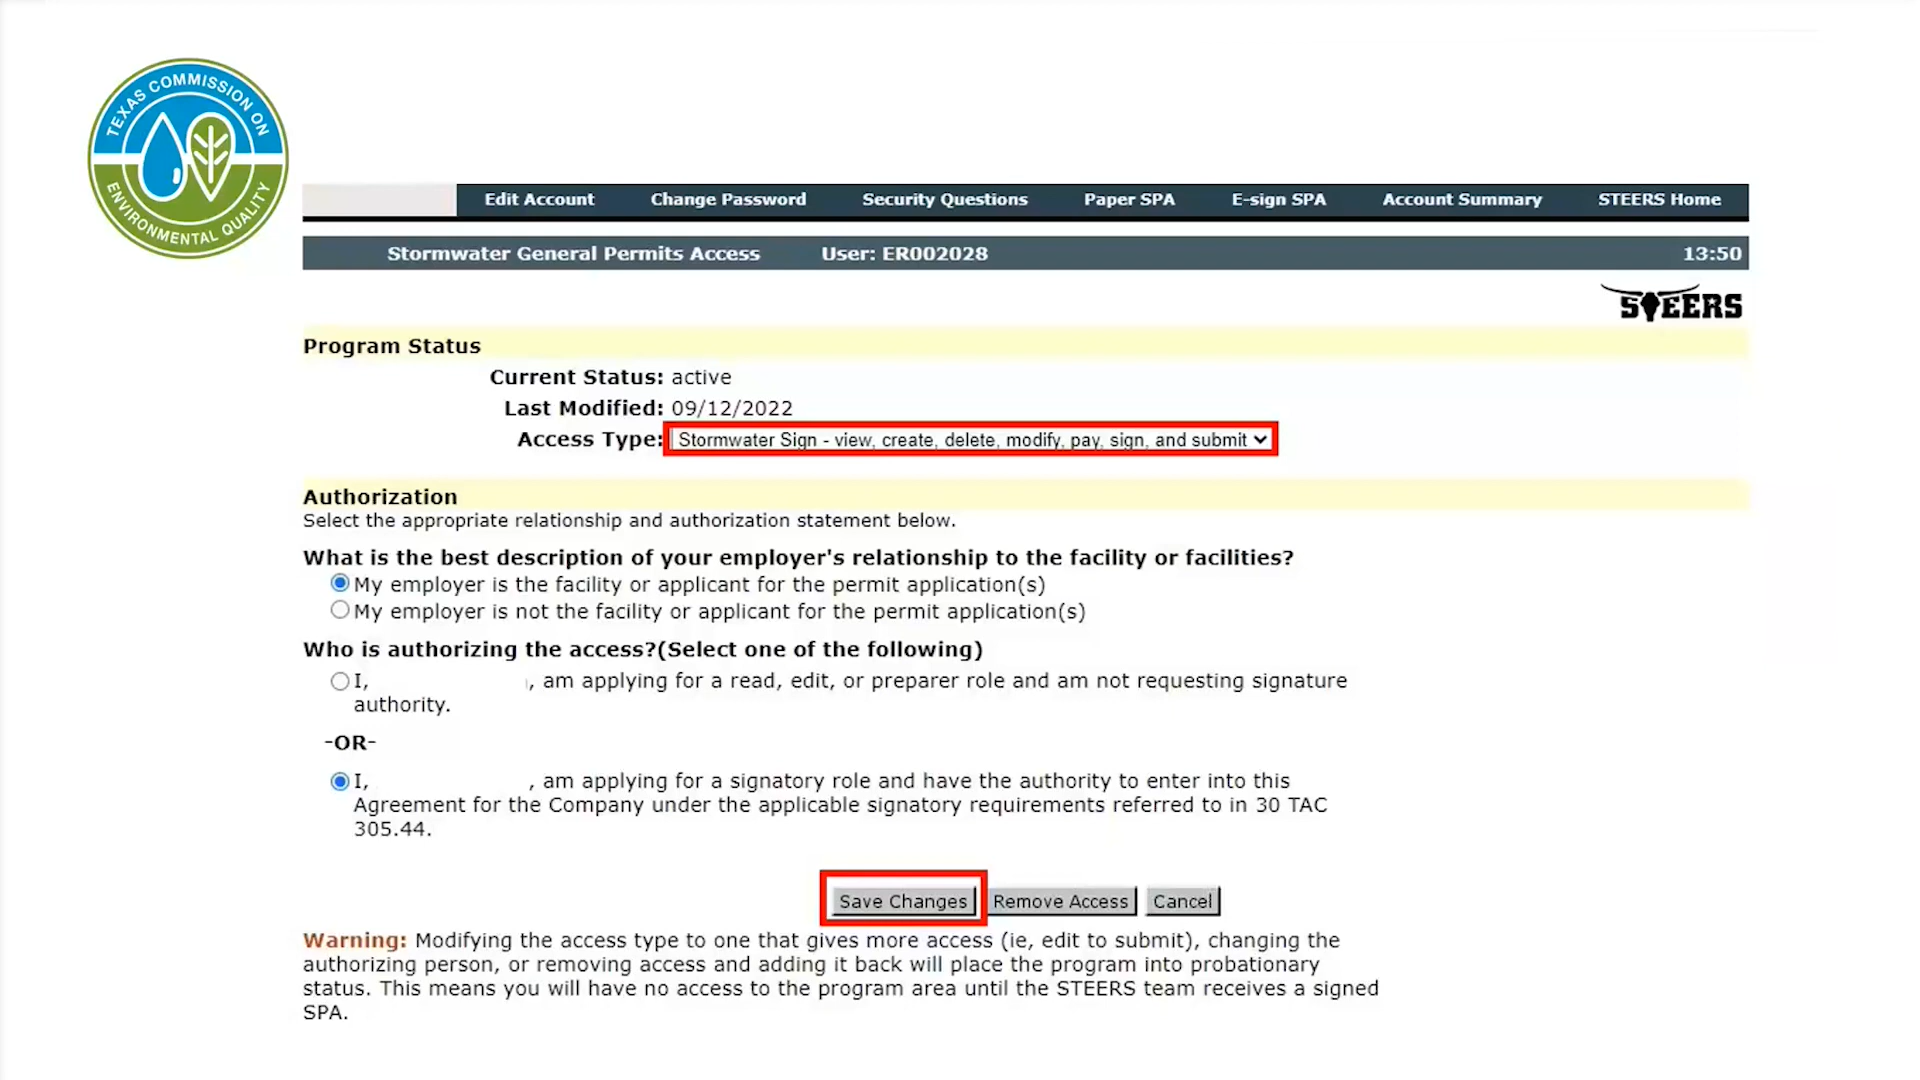 TEXAS COMMISSION ON
ENVIRONMENTAL QUALITY
Edit Account Change Password Security Questions Paper SPA E-sign SPA Account Summary STEERS Home
Stormwater General Permits Access User: ER002028 13:50
STEERS
Program Status
Current Status: active
Last Modified: 09/12/2022
Access Type: Stormwater Sign - view, create, delete, modify, pay, sign, and submit
Authorization
Select the appropriate relationship and authorization statement below.
What is the best description of your employer's relationship to the facility or facilities?
My employer is the facility or applicant for the permit application(s)
My employer is not the facility or applicant for the permit application(s)
Who is authorizing the access?(Select one of the following)
I, , am applying for a read, edit, or preparer role and am not requesting signature
authority.
-OR-
I, , am applying for a signatory role and have the authority to enter into this
Agreement for the Company under the applicable signatory requirements referred to in 30 TAC
305.44.
Save Changes Remove Access Cancel
Warning: Modifying the access type to one that gives more access (ie, edit to submit), changing the
authorizing person, or removing access and adding it back will place the program into probationary
status. This means you will have no access to the program area until the STEERS team receives a signed
SPA.